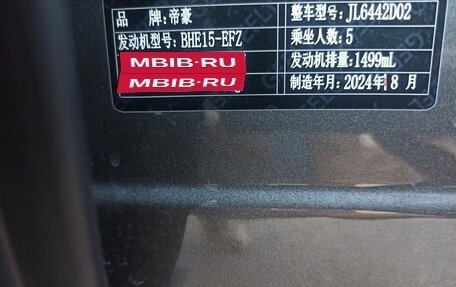 品 牌:帝豪 整车型号:JL6442D02
发动机型号:BHE15-EFZ 乘坐人数:5
MBIB-RU 发动机排量:1499mL
MBIB-RU 制造年月:2024年8月